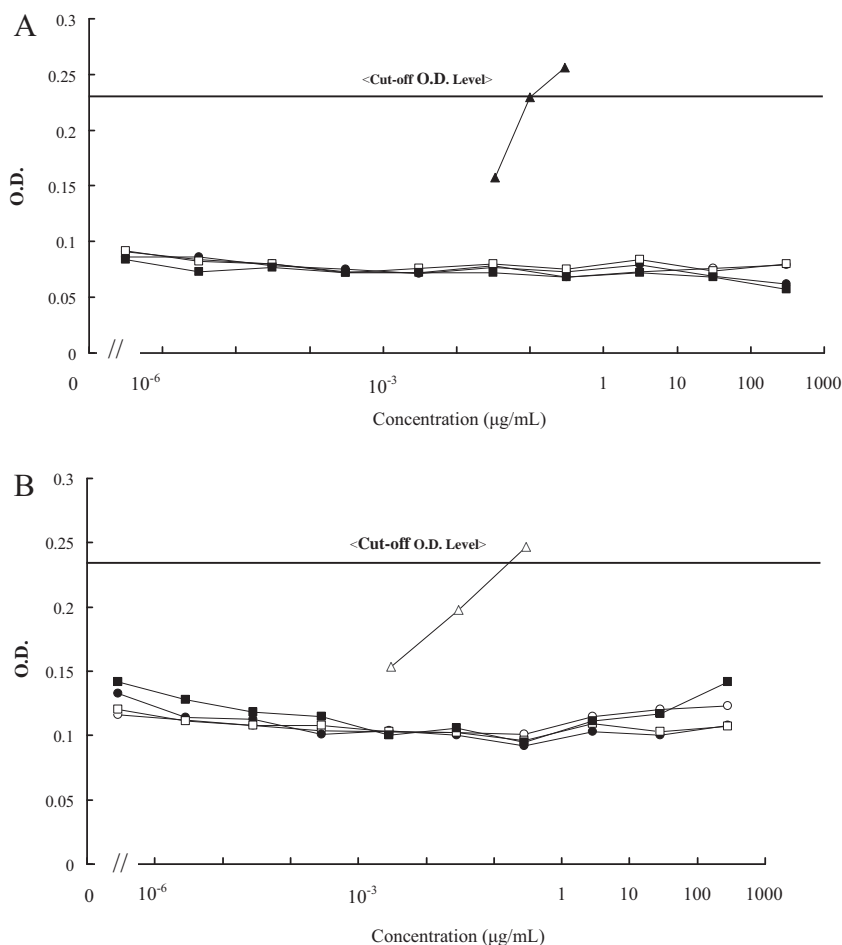 A
0.3
0.25
<Cut-off O.D. Level>
0.2
O.D.
0.15
0.1
0.05
0
//
0 10-6 10-3 1 10 100 1000
Concentration (μg/mL)
B
0.3
0.25
<Cut-off O.D. Level>
0.2
O.D.
0.15
0.1
0.05
0
//
0 10-6 10-3 1 10 100 1000
Concentration (μg/mL)